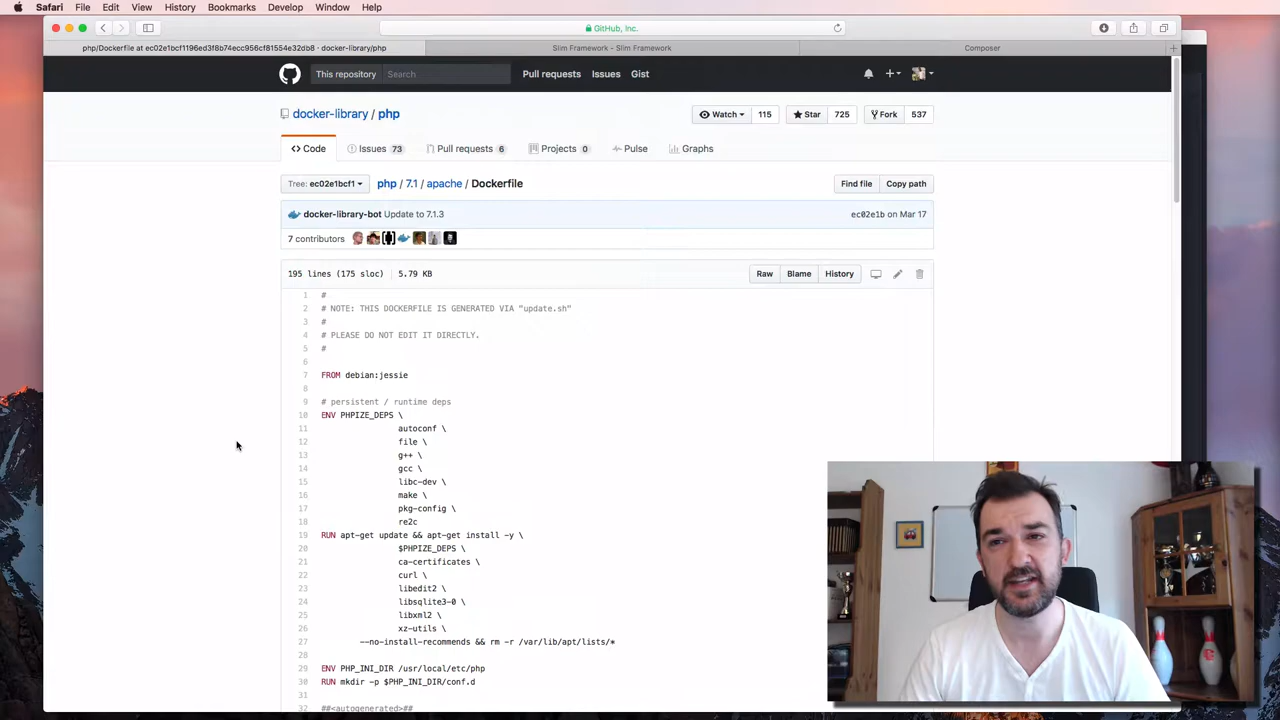 Safari File Edit View History Bookmarks Develop Window Help
GitHub, Inc.
php/Dockerfile at ec02e1bcf1196ed3f8b74ecc956cf81554e32db8 · docker-library/php
Slim Framework - Slim Framework
Composer
This repository Search Pull requests Issues Gist
docker-library / php
Watch 115 Star 725 Fork 537
Code Issues 73 Pull requests 6 Projects 0 Pulse Graphs
Tree: ec02e1bcf1 php / 7.1 / apache / Dockerfile Find file Copy path
docker-library-bot Update to 7.1.3 ec02e1b on Mar 17
7 contributors
195 lines (175 sloc) 5.79 KB Raw Blame History
1 #
2 # NOTE: THIS DOCKERFILE IS GENERATED VIA "update.sh"
3 #
4 # PLEASE DO NOT EDIT IT DIRECTLY.
5 #
6
7 FROM debian:jessie
8
9 # persistent / runtime deps
10 ENV PHPIZE_DEPS \
11 autoconf \
12 file \
13 g++ \
14 gcc \
15 libc-dev \
16 make \
17 pkg-config \
18 re2c
19 RUN apt-get update && apt-get install -y \
20 $PHPIZE_DEPS \
21 ca-certificates \
22 curl \
23 libedit2 \
24 libsqlite3-0 \
25 libxml2 \
26 xz-utils \
27 --no-install-recommends && rm -r /var/lib/apt/lists/*
28
29 ENV PHP_INI_DIR /usr/local/etc/php
30 RUN mkdir -p $PHP_INI_DIR/conf.d
31
32 ##<autogenerated>##